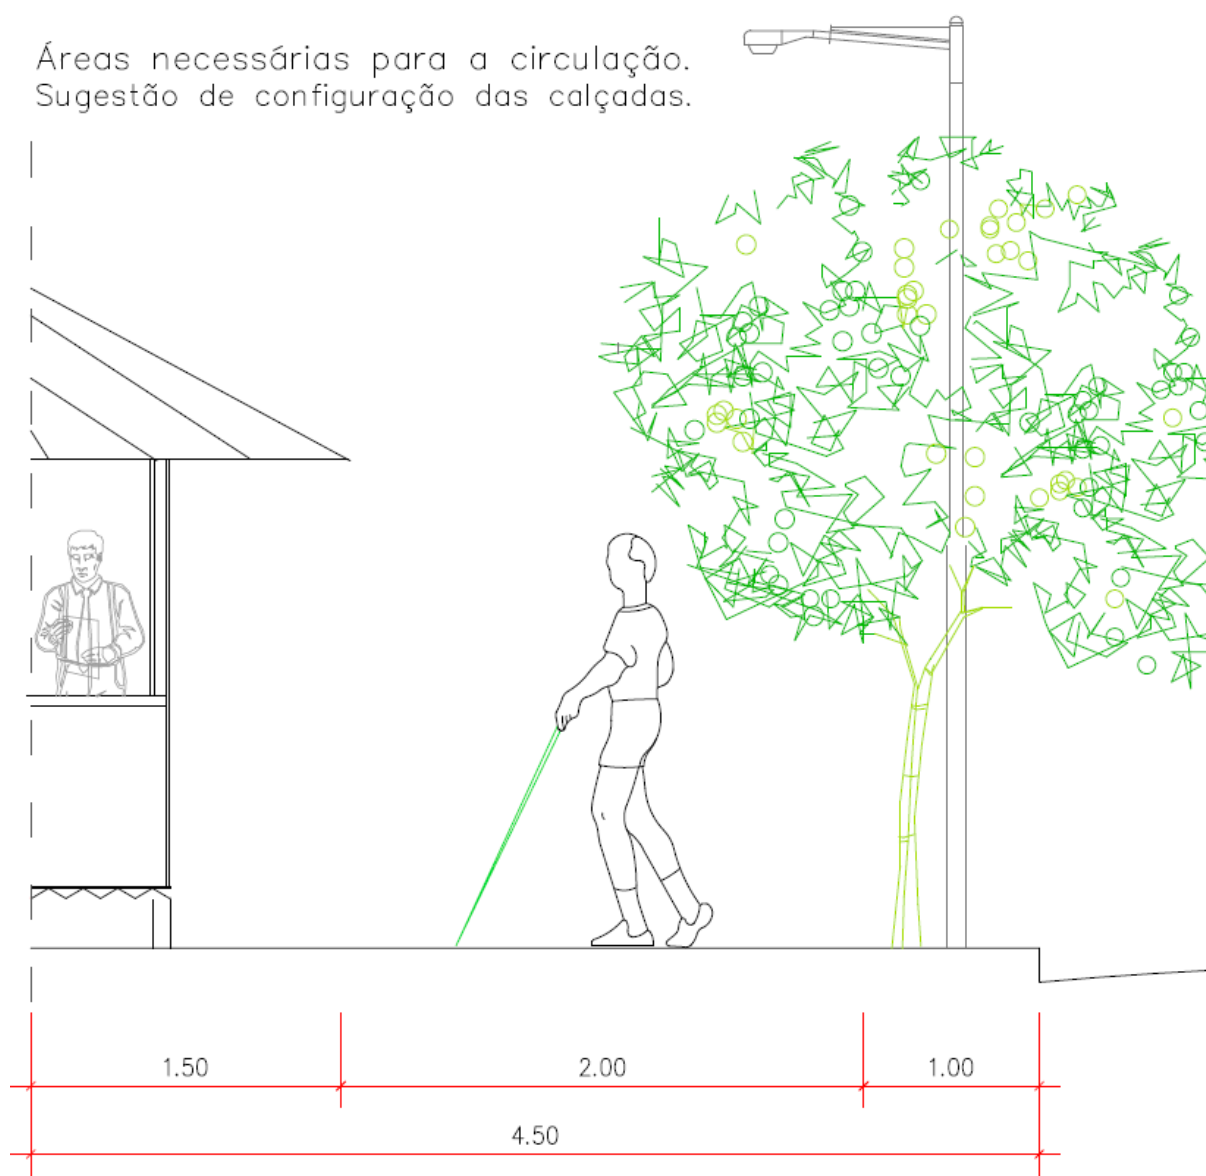 Áreas necessárias para a circulação.
Sugestão de configuração das calçadas.
1.50
2.00
1.00
4.50